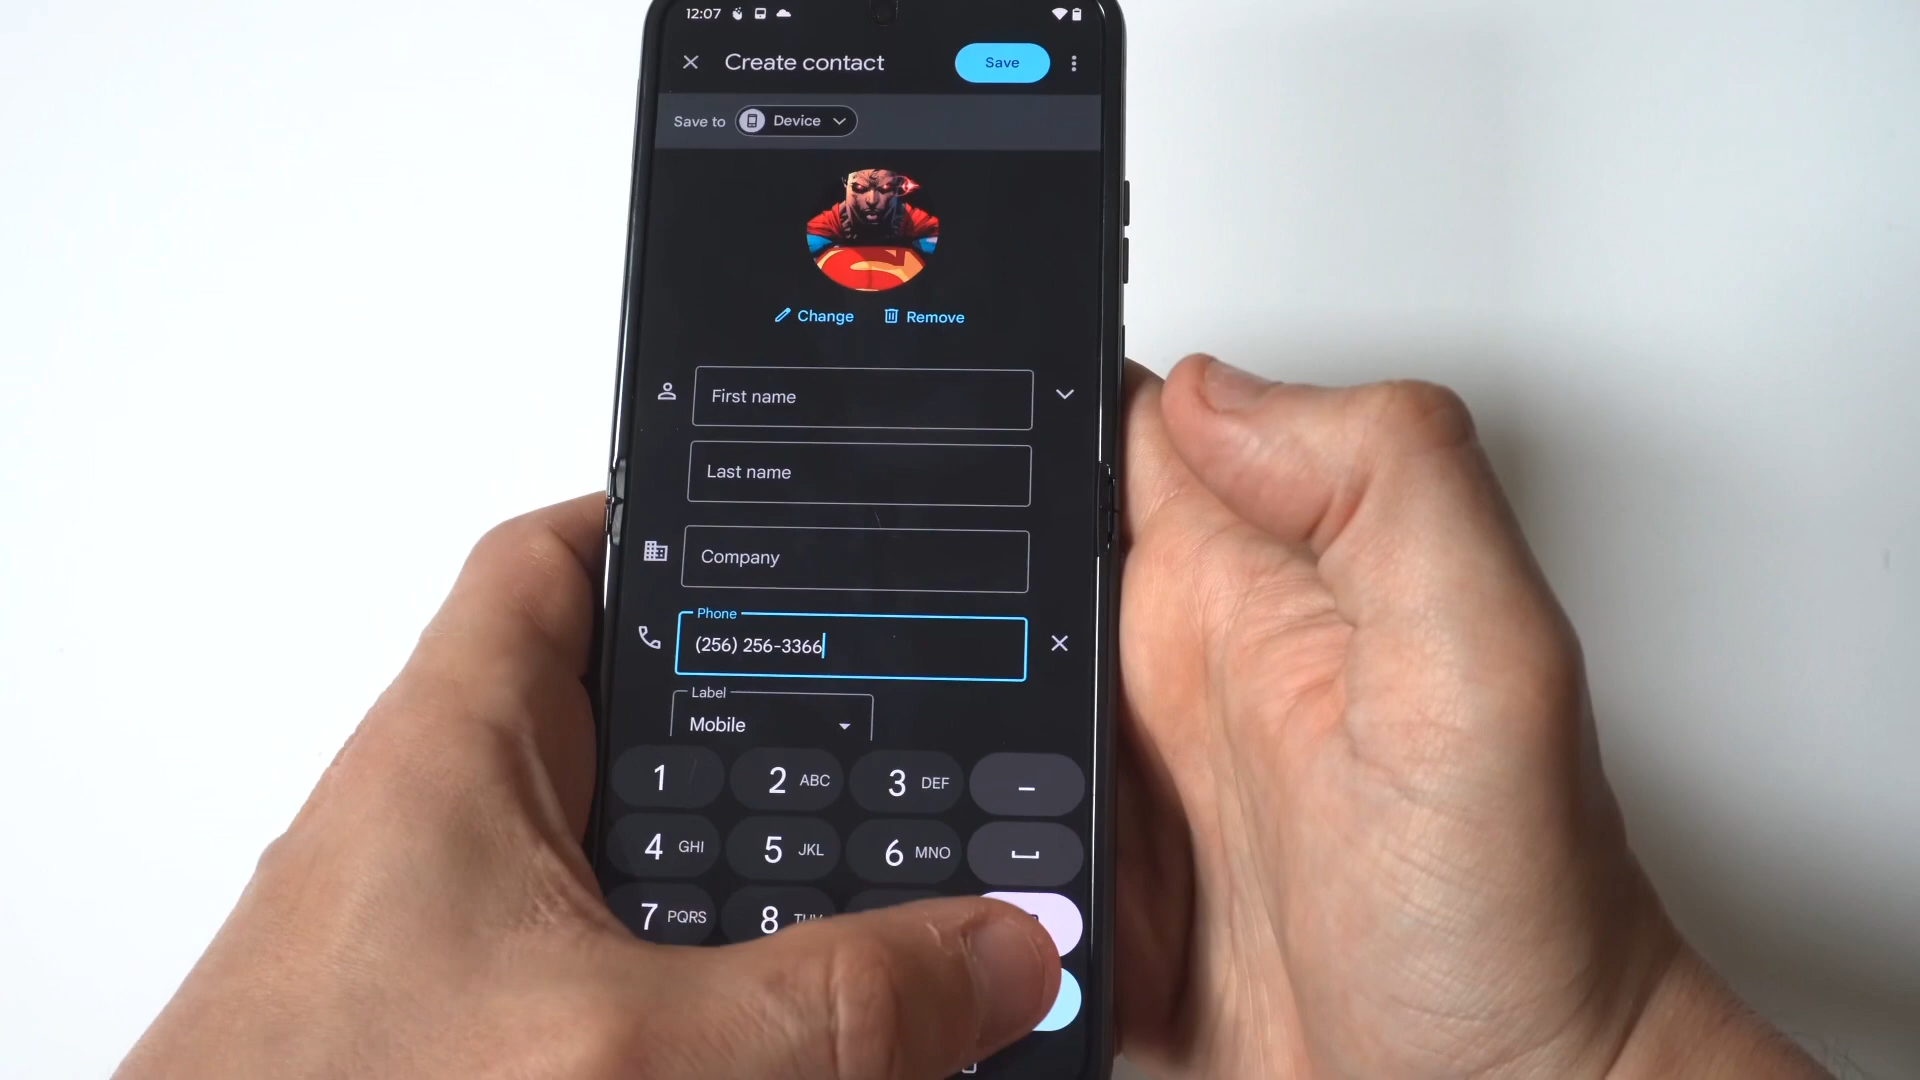 12:07
Create contact
Save
Save to
Device
Change
Remove
First name
Last name
Company
Phone
(256) 256-3366
Label
Mobile
1
2 ABC
3 DEF
–
4 GHI
5 JKL
6 MNO
7 PQRS
8